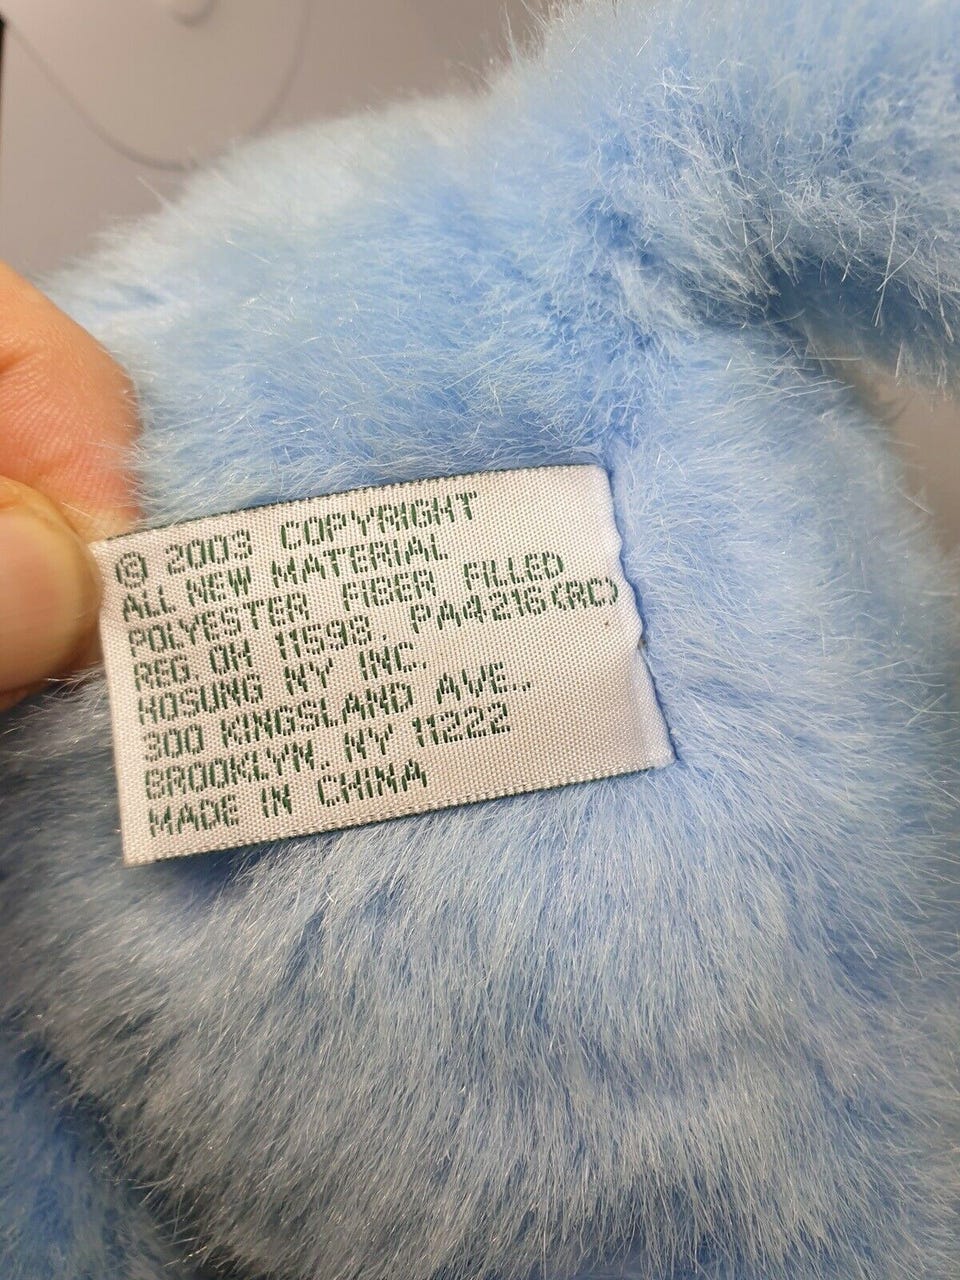 © 2003 COPYRIGHT
ALL NEW MATERIAL
POLYESTER FIBER FILLED
REG OH 11593. PA4216(RC)
HOSUNG NY INC.
300 KINGSLAND AVE.,
BROOKLYN, NY 11222
MADE IN CHINA